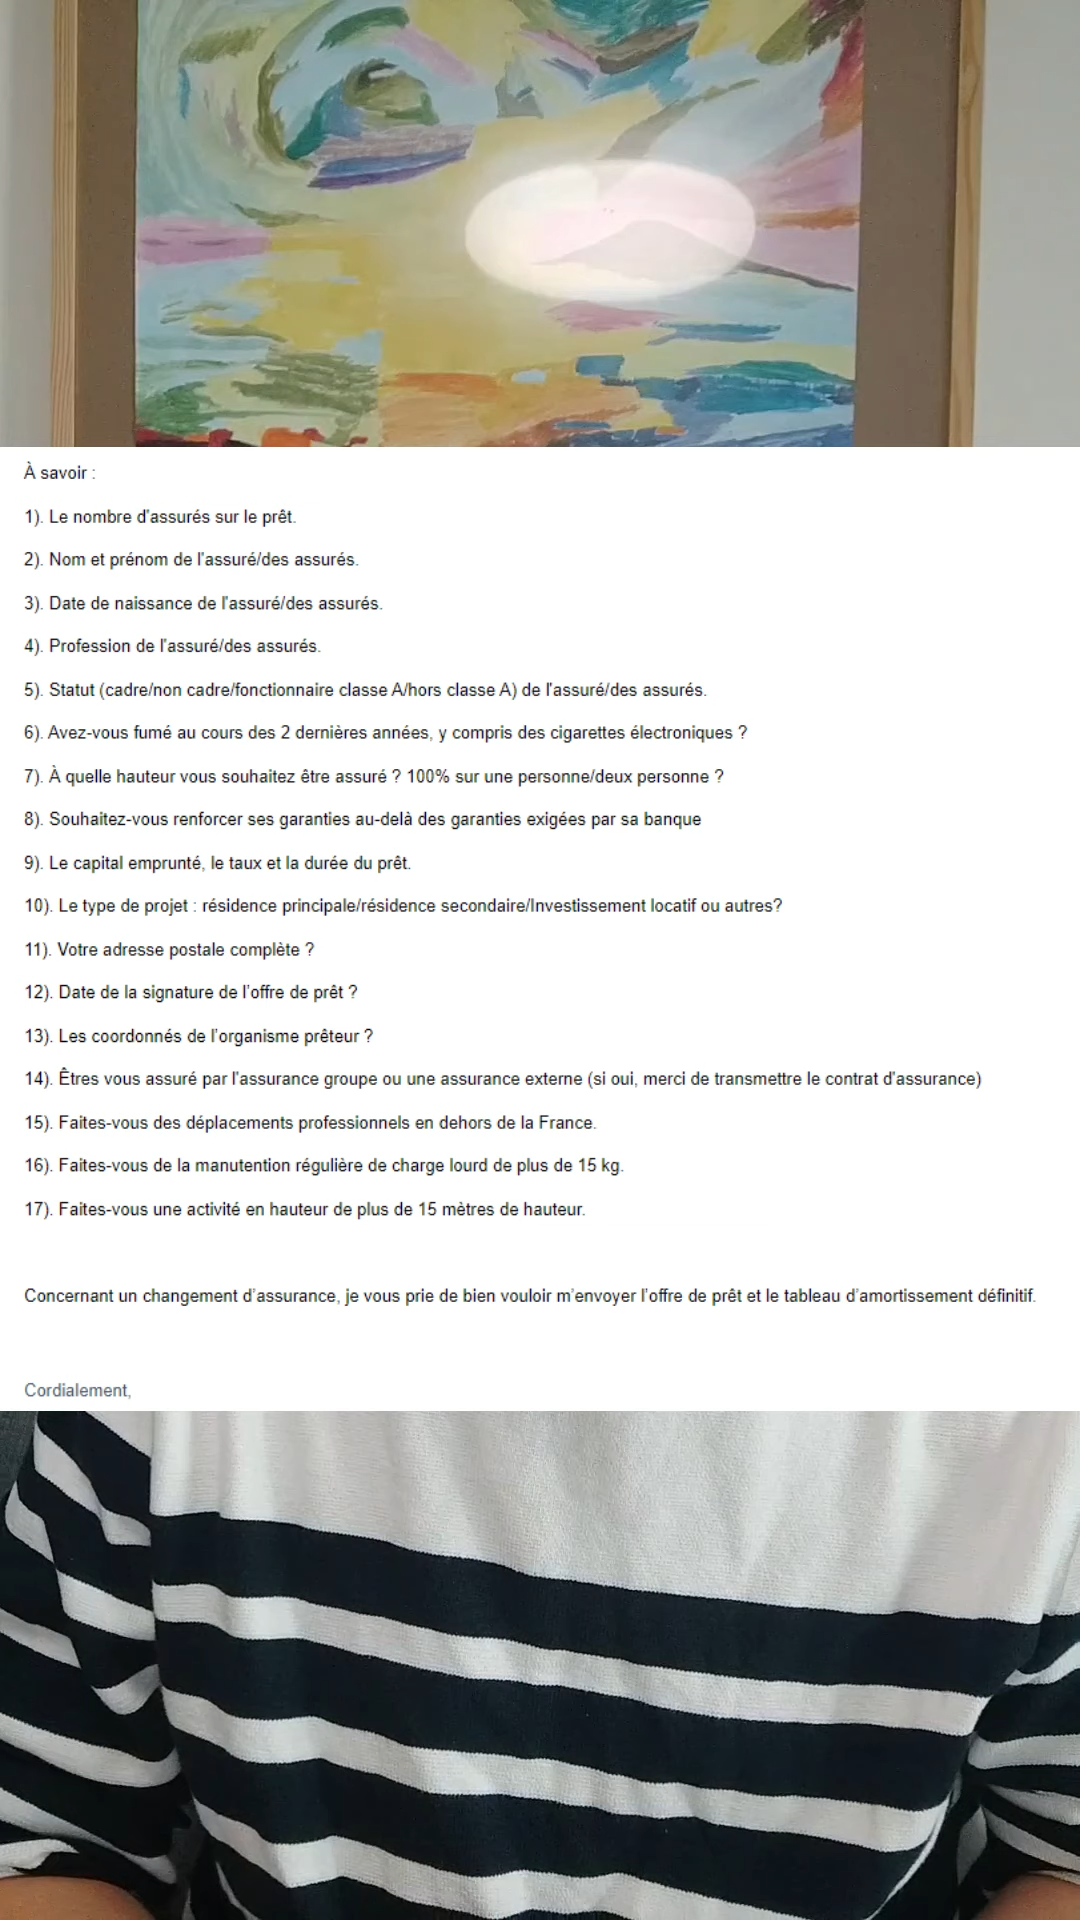 À savoir :
1). Le nombre d'assurés sur le prêt.
2). Nom et prénom de l'assuré/des assurés.
3). Date de naissance de l'assuré/des assurés.
4). Profession de l'assuré/des assurés.
5). Statut (cadre/non cadre/fonctionnaire classe A/hors classe A) de l'assuré/des assurés.
6). Avez-vous fumé au cours des 2 dernières années, y compris des cigarettes électroniques ?
7). À quelle hauteur vous souhaitez être assuré ? 100% sur une personne/deux personne ?
8). Souhaitez-vous renforcer ses garanties au-delà des garanties exigées par sa banque
9). Le capital emprunté, le taux et la durée du prêt.
10). Le type de projet : résidence principale/résidence secondaire/Investissement locatif ou autres?
11). Votre adresse postale complète ?
12). Date de la signature de l'offre de prêt ?
13). Les coordonnés de l'organisme prêteur ?
14). Êtres vous assuré par l'assurance groupe ou une assurance externe (si oui, merci de transmettre le contrat d'assurance)
15). Faites-vous des déplacements professionnels en dehors de la France.
16). Faites-vous de la manutention régulière de charge lourd de plus de 15 kg.
17). Faites-vous une activité en hauteur de plus de 15 mètres de hauteur.
Concernant un changement d'assurance, je vous prie de bien vouloir m'envoyer l'offre de prêt et le tableau d'amortissement définitif.
Cordialement,